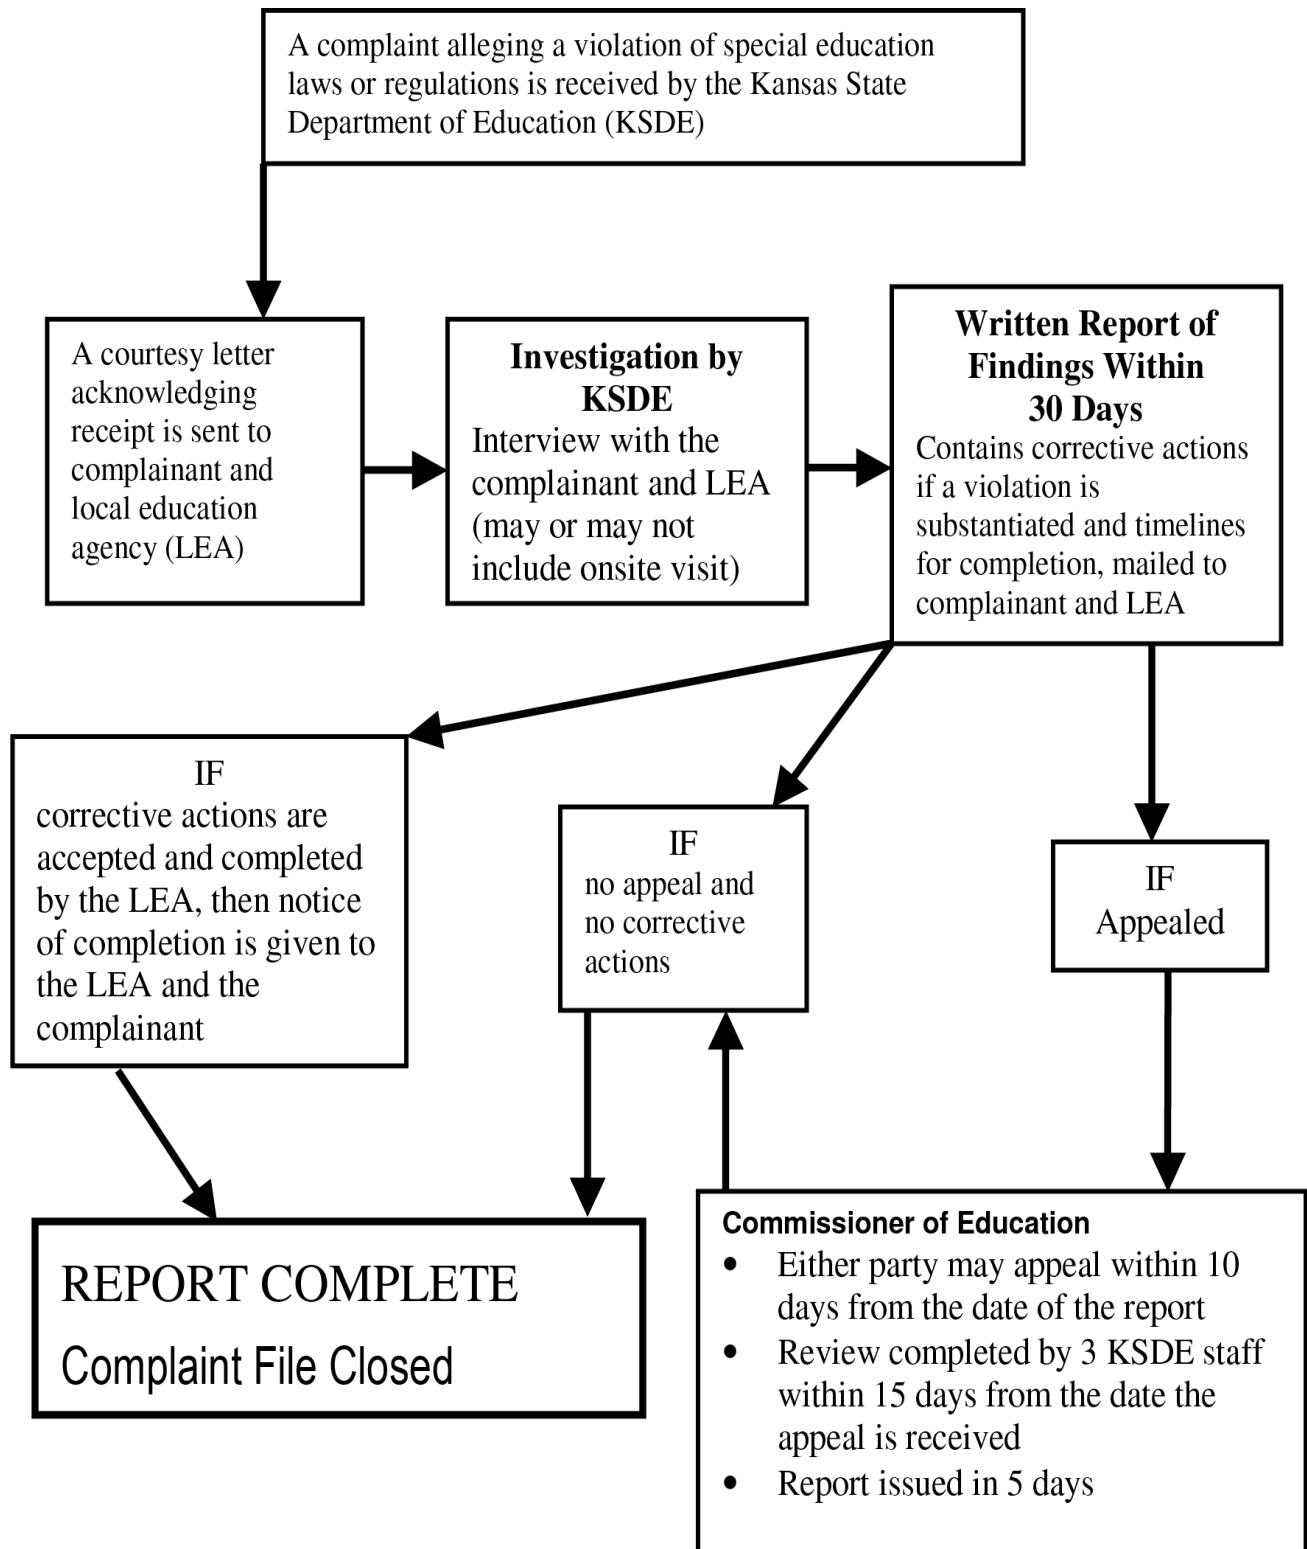 A complaint alleging a violation of special education
laws or regulations is received by the Kansas State
Department of Education (KSDE)
A courtesy letter
acknowledging
receipt is sent to
complainant and
local education
agency (LEA)
Investigation by
KSDE
Interview with the
complainant and LEA
(may or may not
include onsite visit)
Written Report of
Findings Within
30 Days
Contains corrective actions
if a violation is
substantiated and timelines
for completion, mailed to
complainant and LEA
IF
corrective actions are
accepted and completed
by the LEA, then notice
of completion is given to
the LEA and the
complainant
IF
no appeal and
no corrective
actions
IF
Appealed
REPORT COMPLETE
Complaint File Closed
Commissioner of Education
• Either party may appeal within 10
days from the date of the report
• Review completed by 3 KSDE staff
within 15 days from the date the
appeal is received
• Report issued in 5 days